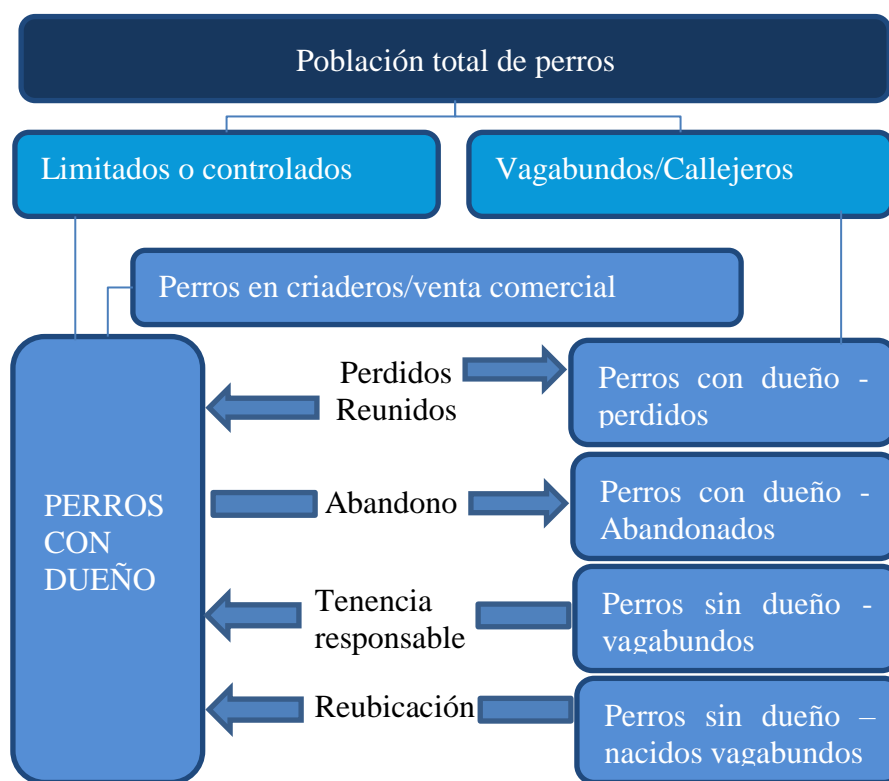 Población total de perros
Limitados o controlados
Vagabundos/Callejeros
Perros en criaderos/venta comercial
PERROS
CON
DUEÑO
Perdidos
Reunidos
Perros con dueño -
perdidos
Abandono
Perros con dueño -
Abandonados
Tenencia
responsable
Perros sin dueño -
vagabundos
Reubicación
Perros sin dueño –
nacidos vagabundos